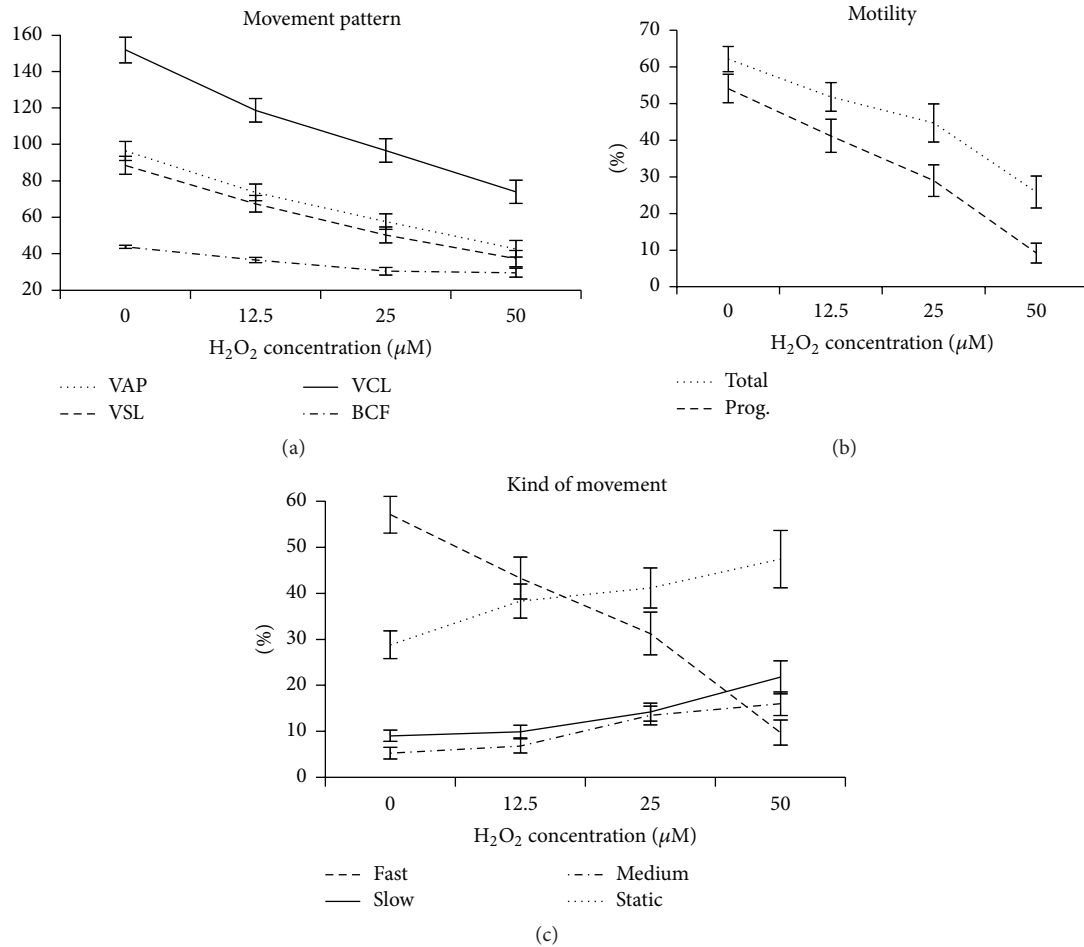 Movement pattern
160
140
120
100
80
60
40
20
0 12.5 25 50
H₂O₂ concentration (μM)
VAP VCL
VSL BCF
(a)
Motility
70
60
50
40
30
20
10
0
(%)
0 12.5 25 50
H₂O₂ concentration (μM)
Total
Prog.
(b)
Kind of movement
60
50
40
30
20
10
0
(%)
0 12.5 25 50
H₂O₂ concentration (μM)
Fast Medium
Slow Static
(c)